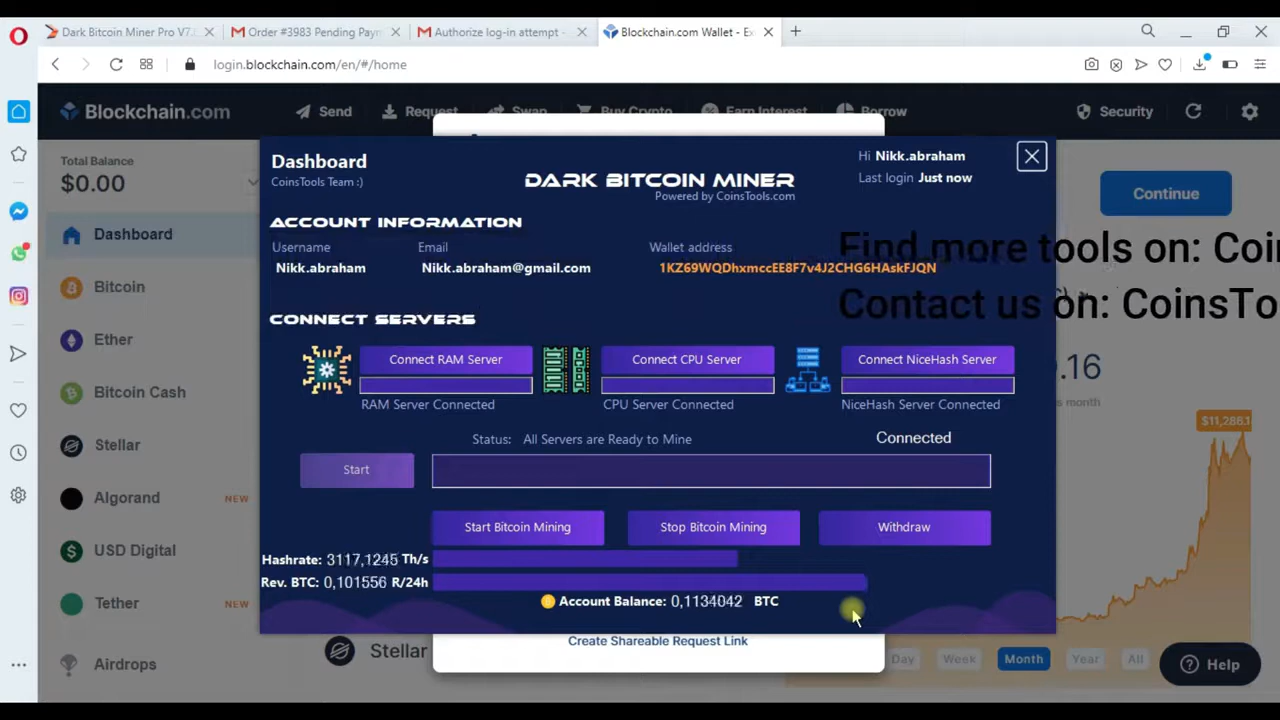 Dark Bitcoin Miner Pro V7.
Order #3983 Pending Payn
Authorize log-in attempt -
Blockchain.com Wallet - Ex
login.blockchain.com/en/#/home
Blockchain.com
Send
Request
Swap
Buy Crypto
Earn Interest
Borrow
Security
Total Balance
$0.00
Dashboard
Bitcoin
Ether
Bitcoin Cash
Stellar
Algorand NEW
USD Digital
Tether NEW
Airdrops
Dashboard
CoinsTools Team :)
DARK BITCOIN MINER
Powered by CoinsTools.com
Hi Nikk.abraham
Last login Just now
ACCOUNT INFORMATION
Username Email Wallet address
Nikk.abraham Nikk.abraham@gmail.com 1KZ69WQDhxmccEE8F7v4J2CHG6HAskFJQN
CONNECT SERVERS
Connect RAM Server Connect CPU Server Connect NiceHash Server
RAM Server Connected CPU Server Connected NiceHash Server Connected
Status: All Servers are Ready to Mine Connected
Start
Start Bitcoin Mining Stop Bitcoin Mining Withdraw
Hashrate: 3117,1245 Th/s
Rev. BTC: 0,101556 R/24h
Account Balance: 0,1134042 BTC
Continue
Find more tools on: Coi
Contact us on: CoinsTo
.16
month
$11,286.1
Stellar
Create Shareable Request Link
Day Week Month Year All
Help